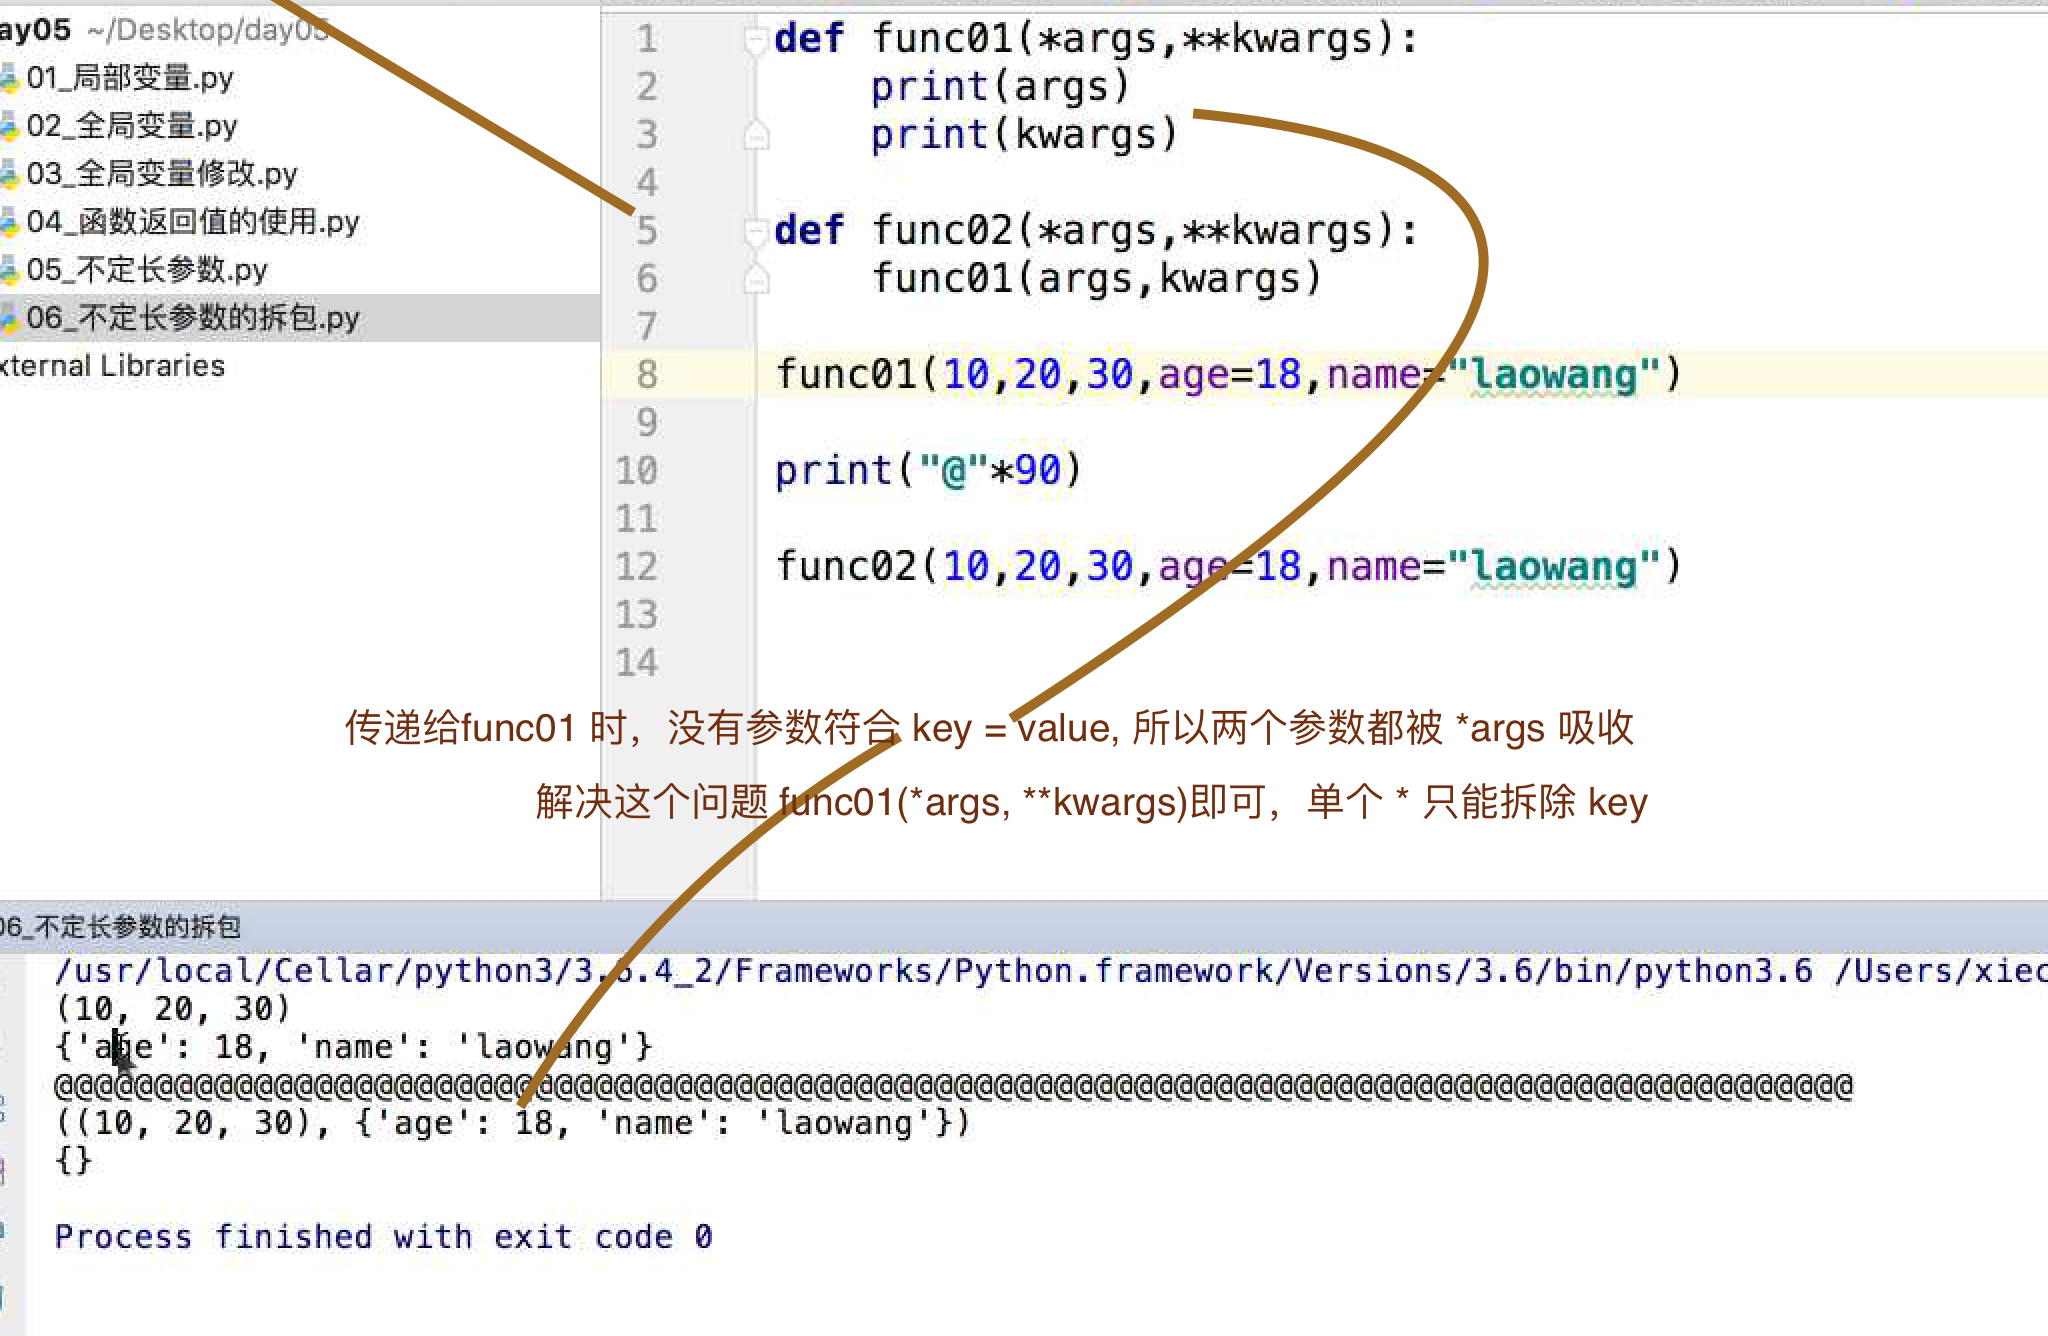 ay05 ~/Desktop/day05
01_局部变量.py
02_全局变量.py
03_全局变量修改.py
04_函数返回值的使用.py
05_不定长参数.py
06_不定长参数的拆包.py
xternal Libraries
1 def func01(*args,**kwargs):
2 print(args)
3 print(kwargs)
4
5 def func02(*args,**kwargs):
6 func01(args,kwargs)
7
8 func01(10,20,30,age=18,name="laowang")
9
10 print("@"*90)
11
12 func02(10,20,30,age=18,name="laowang")
13
14
传递给func01 时，没有参数符合 key = value, 所以两个参数都被 *args 吸收
解决这个问题 func01(*args, **kwargs)即可，单个 * 只能拆除 key
06_不定长参数的拆包
/usr/local/Cellar/python3/3.6.4_2/Frameworks/Python.framework/Versions/3.6/bin/python3.6 /Users/xiec
(10, 20, 30)
{'age': 18, 'name': 'laowang'}
@@@@@@@@@@@@@@@@@@@@@@@@@@@@@@@@@@@@@@@@@@@@@@@@@@@@@@@@@@@@@@@@@@@@@@@@@@@@@@@@@@@@@@@@@@
((10, 20, 30), {'age': 18, 'name': 'laowang'})
{}
Process finished with exit code 0